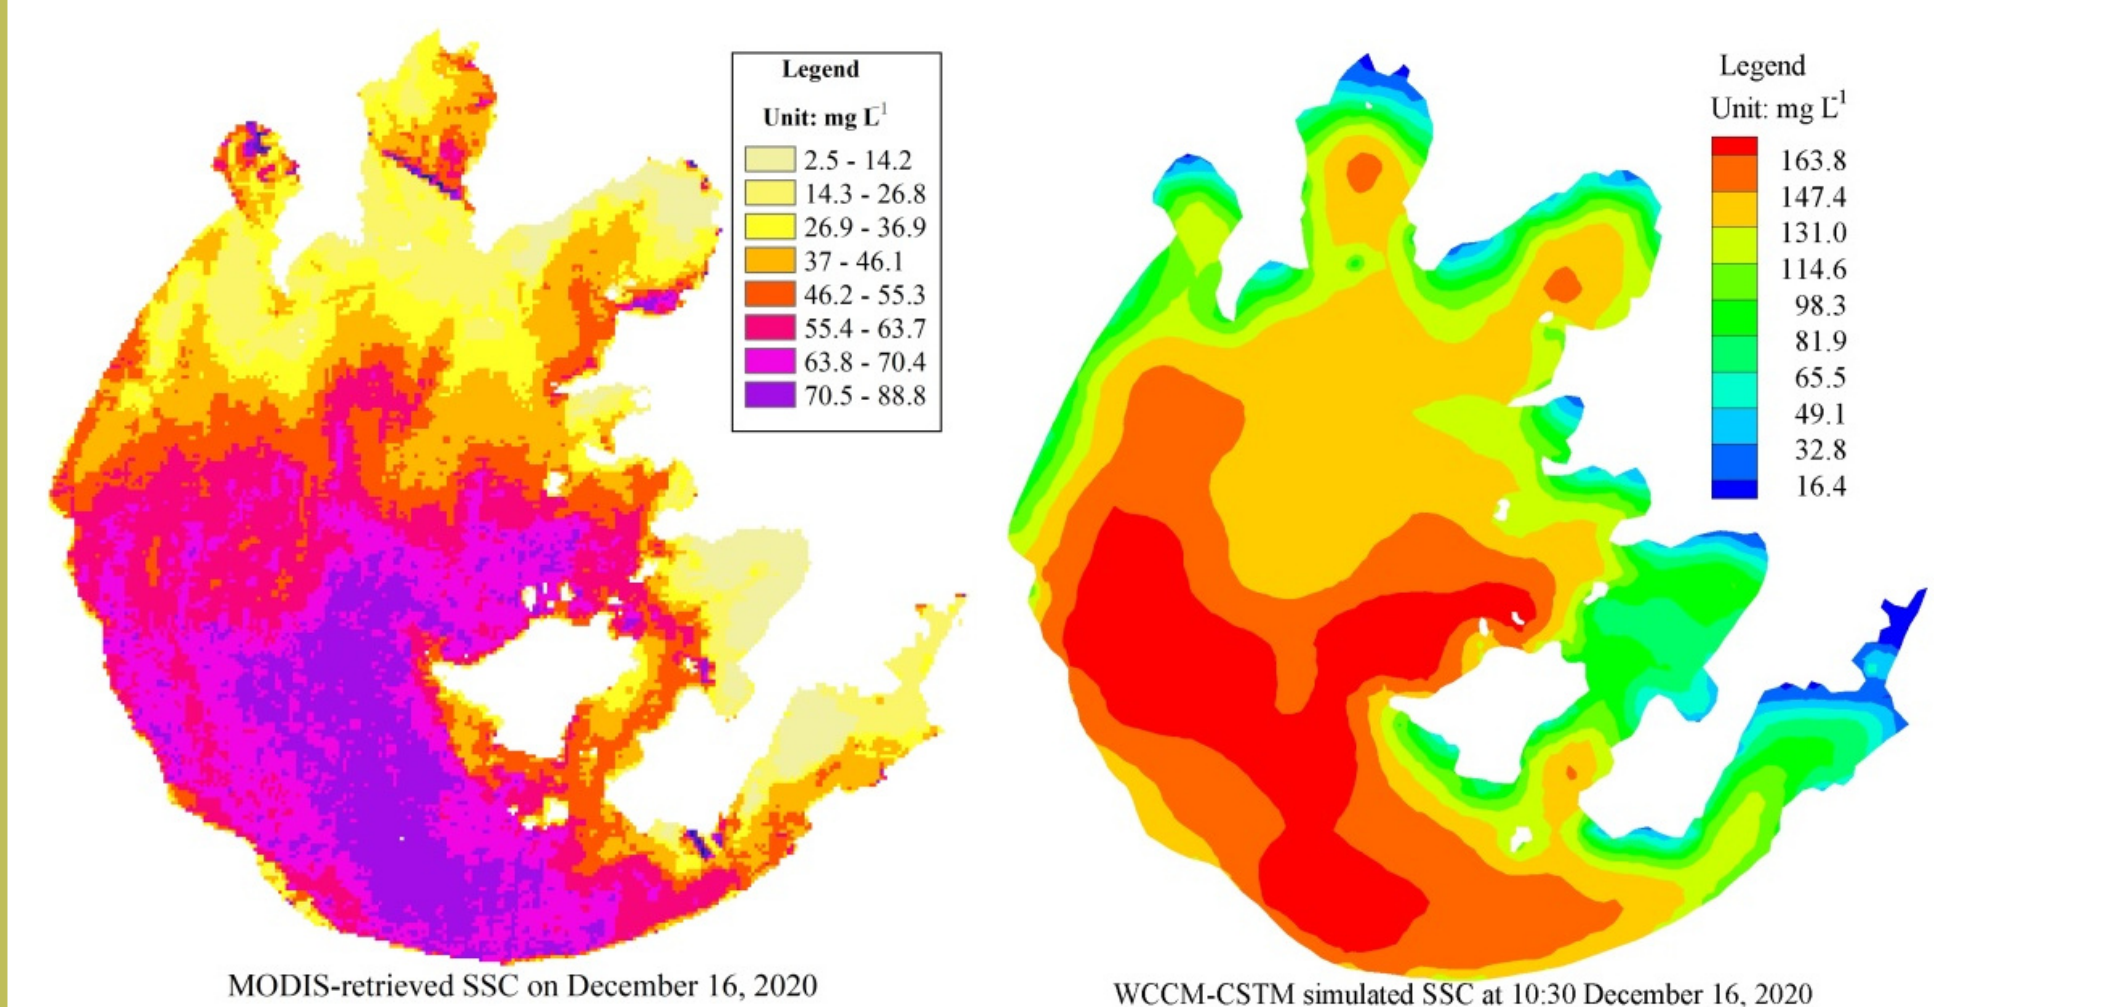 Legend
Unit: mg L-1
2.5 - 14.2
14.3 - 26.8
26.9 - 36.9
37 - 46.1
46.2 - 55.3
55.4 - 63.7
63.8 - 70.4
70.5 - 88.8
MODIS-retrieved SSC on December 16, 2020
Legend
Unit: mg L-1
163.8
147.4
131.0
114.6
98.3
81.9
65.5
49.1
32.8
16.4
WCCM-CSTM simulated SSC at 10:30 December 16, 2020